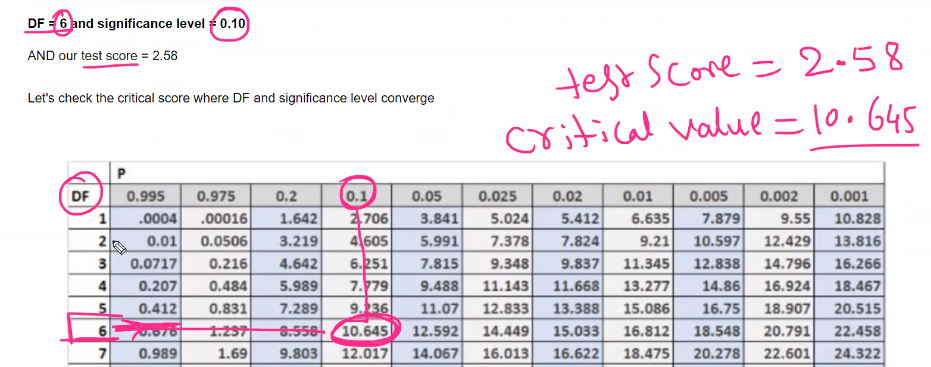 DF = 6 and significance level = 0.10
AND our test score = 2.58
test Score = 2.58
Let's check the critical score where DF and significance level converge
Critical value = 10.645
P
DF 0.995 0.975 0.2 0.1 0.05 0.025 0.02 0.01 0.005 0.002 0.001
1 .0004 .00016 1.642 2.706 3.841 5.024 5.412 6.635 7.879 9.55 10.828
2 0.01 0.0506 3.219 4.605 5.991 7.378 7.824 9.21 10.597 12.429 13.816
3 0.0717 0.216 4.642 6.251 7.815 9.348 9.837 11.345 12.838 14.796 16.266
4 0.207 0.484 5.989 7.779 9.488 11.143 11.668 13.277 14.86 16.924 18.467
5 0.412 0.831 7.289 9.236 11.07 12.833 13.388 15.086 16.75 18.907 20.515
6 0.676 1.237 8.558 10.645 12.592 14.449 15.033 16.812 18.548 20.791 22.458
7 0.989 1.69 9.803 12.017 14.067 16.013 16.622 18.475 20.278 22.601 24.322